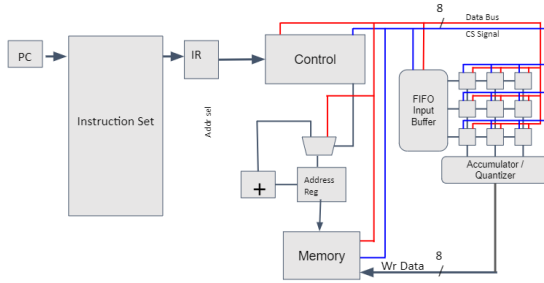 8
Data Bus
CS Signal
PC
Instruction Set
IR
Control
Addr sel
FIFO
Input
Buffer
+
Address
Reg
Accumulator /
Quantizer
Memory
8
Wr Data